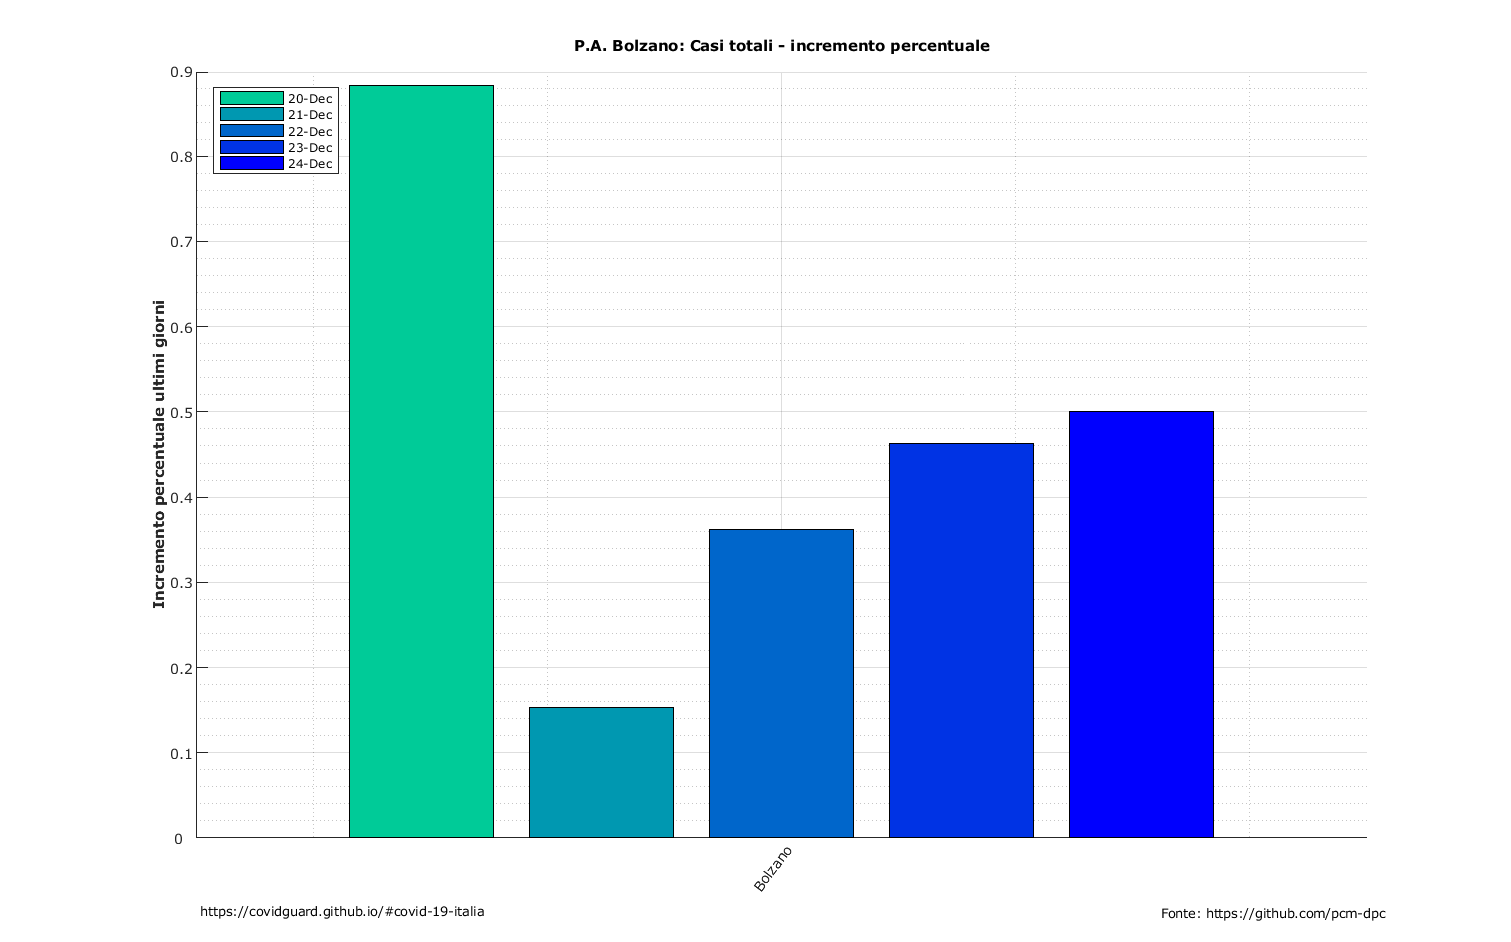 P.A. Bolzano: Casi totali - incremento percentuale
Incremento percentuale ultimi giorni
0.9
0.8
0.7
0.6
0.5
0.4
0.3
0.2
0.1
0
20-Dec
21-Dec
22-Dec
23-Dec
24-Dec
Bolzano
https://covidguard.github.io/#covid-19-italia
Fonte: https://github.com/pcm-dpc